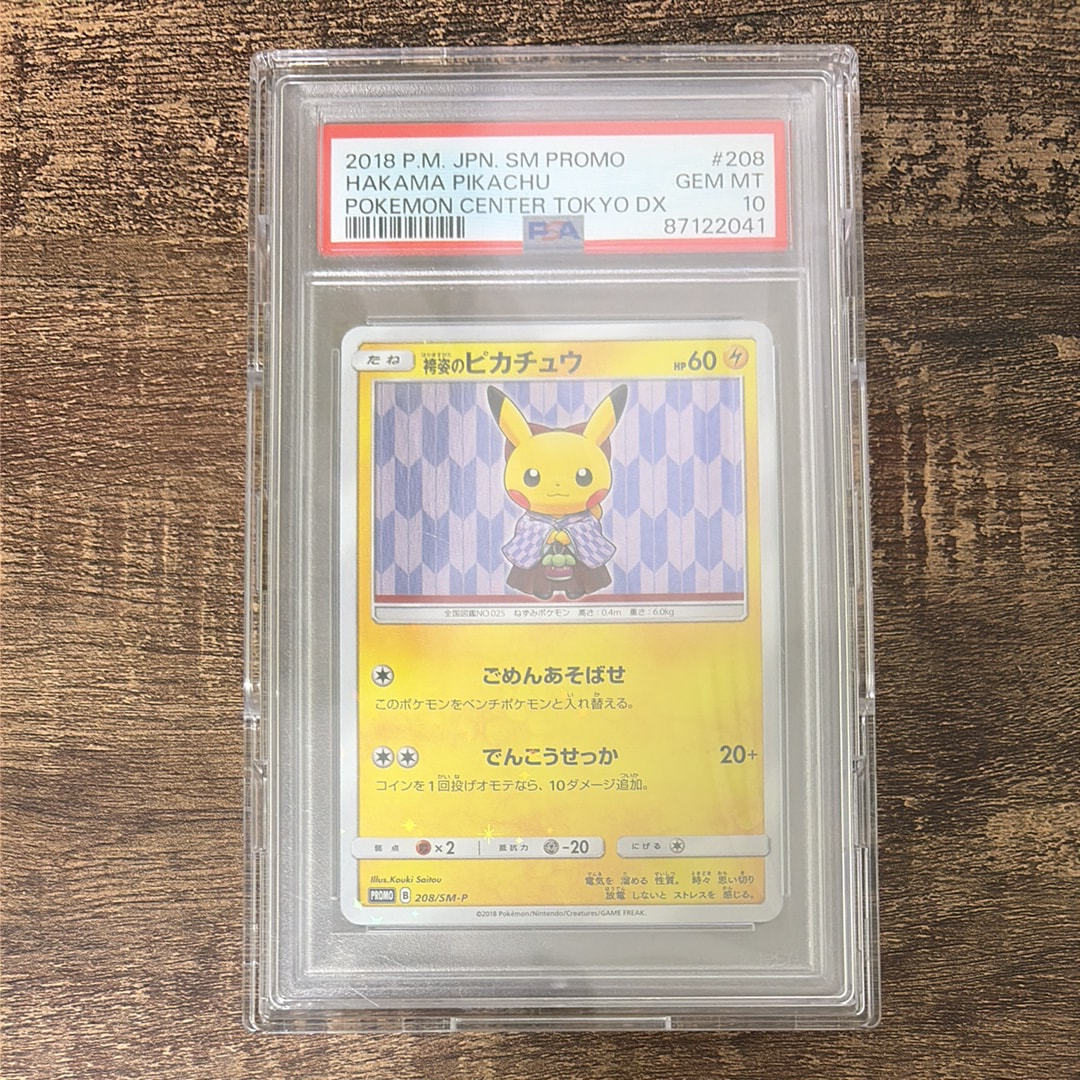 2018 P.M. JPN. SM PROMO #208
HAKAMA PIKACHU GEM MT
POKEMON CENTER TOKYO DX 10
PSA 87122041
たね 袴姿のピカチュウ HP60
はかますがた
全国図鑑NO.025 ねずみポケモン 高さ:0.4m 重さ:6.0kg
ごめんあそばせ
このポケモンをベンチポケモンと入れ替える。
でんこうせっか 20+
コインを1回投げオモテなら、10ダメージ追加。
弱点 ×2 抵抗力 -20 にげる
Illus.Kouki Saitou
電気を 溜める 性質。 時々 思い切り
放電 しないと ストレスを 感じる。
PROMO B 208/SM-P
©2018 Pokémon/Nintendo/Creatures/GAME FREAK.